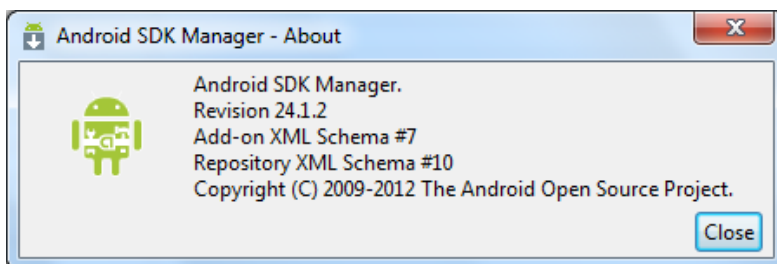 Android SDK Manager - About
Android SDK Manager.
Revision 24.1.2
Add-on XML Schema #7
Repository XML Schema #10
Copyright (C) 2009-2012 The Android Open Source Project.
Close